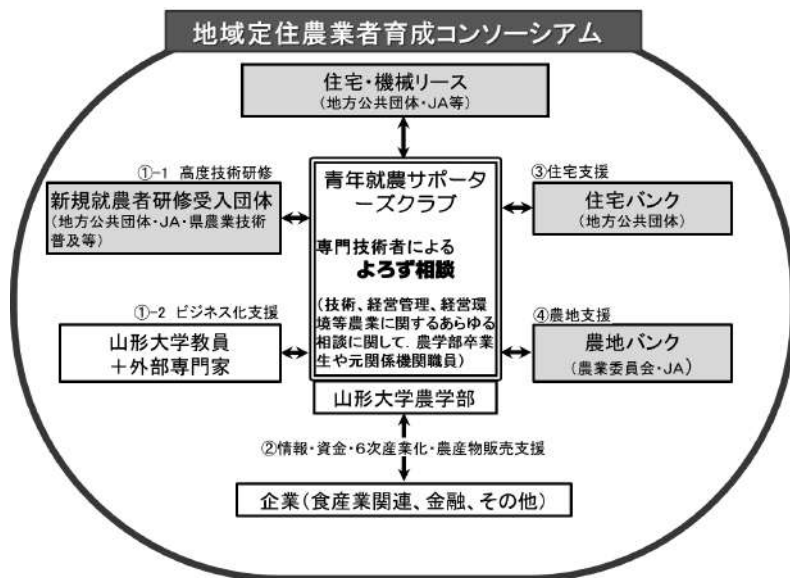 地域定住農業者育成コンソーシアム
住宅・機械リース
(地方公共団体・JA等)
①-1 高度技術研修
新規就農者研修受入団体
(地方公共団体・JA・県農業技術
普及等)
青年就農サポータ
ーズクラブ
専門技術者による
よろず相談
(技術、経営管理、経営環
境等農業に関するあらゆる
相談に関して．農学部卒業
生や元関係機関職員)
③住宅支援
住宅バンク
(地方公共団体)
①-2 ビジネス化支援
山形大学教員
＋外部専門家
④農地支援
農地バンク
(農業委員会・JA)
山形大学農学部
②情報・資金・6次産業化・農産物販売支援
企業(食産業関連、金融、その他)